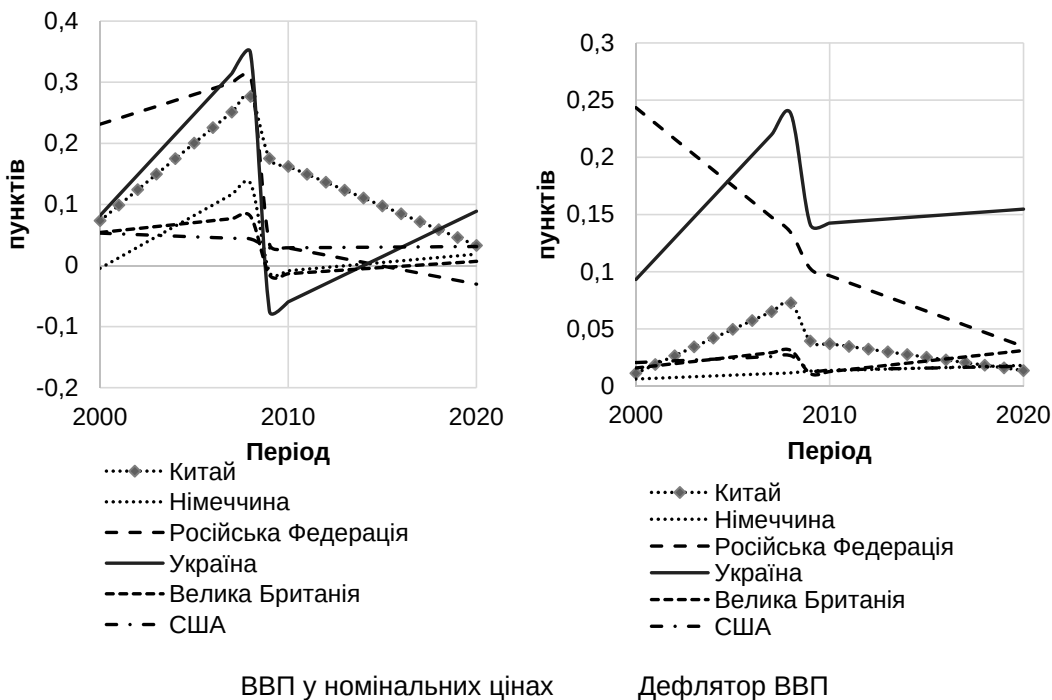 0,4
0,3
0,2
0,1
0
-0,1
-0,2
пунктів
2000 2010 2020
Період
Китай
Німеччина
Російська Федерація
Україна
Велика Британія
США
0,3
0,25
0,2
0,15
0,1
0,05
0
пунктів
2000 2010 2020
Період
Китай
Німеччина
Російська Федерація
Україна
Велика Британія
США
ВВП у номінальних цінах Дефлятор ВВП